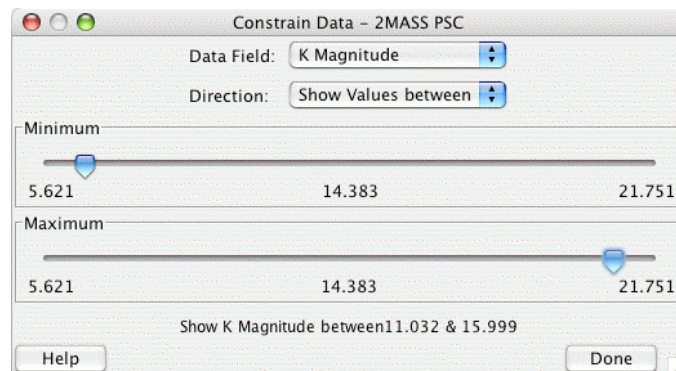 Constrain Data – 2MASS PSC
Data Field: K Magnitude
Direction: Show Values between
Minimum
5.621 14.383 21.751
Maximum
5.621 14.383 21.751
Show K Magnitude between11.032 & 15.999
Help Done